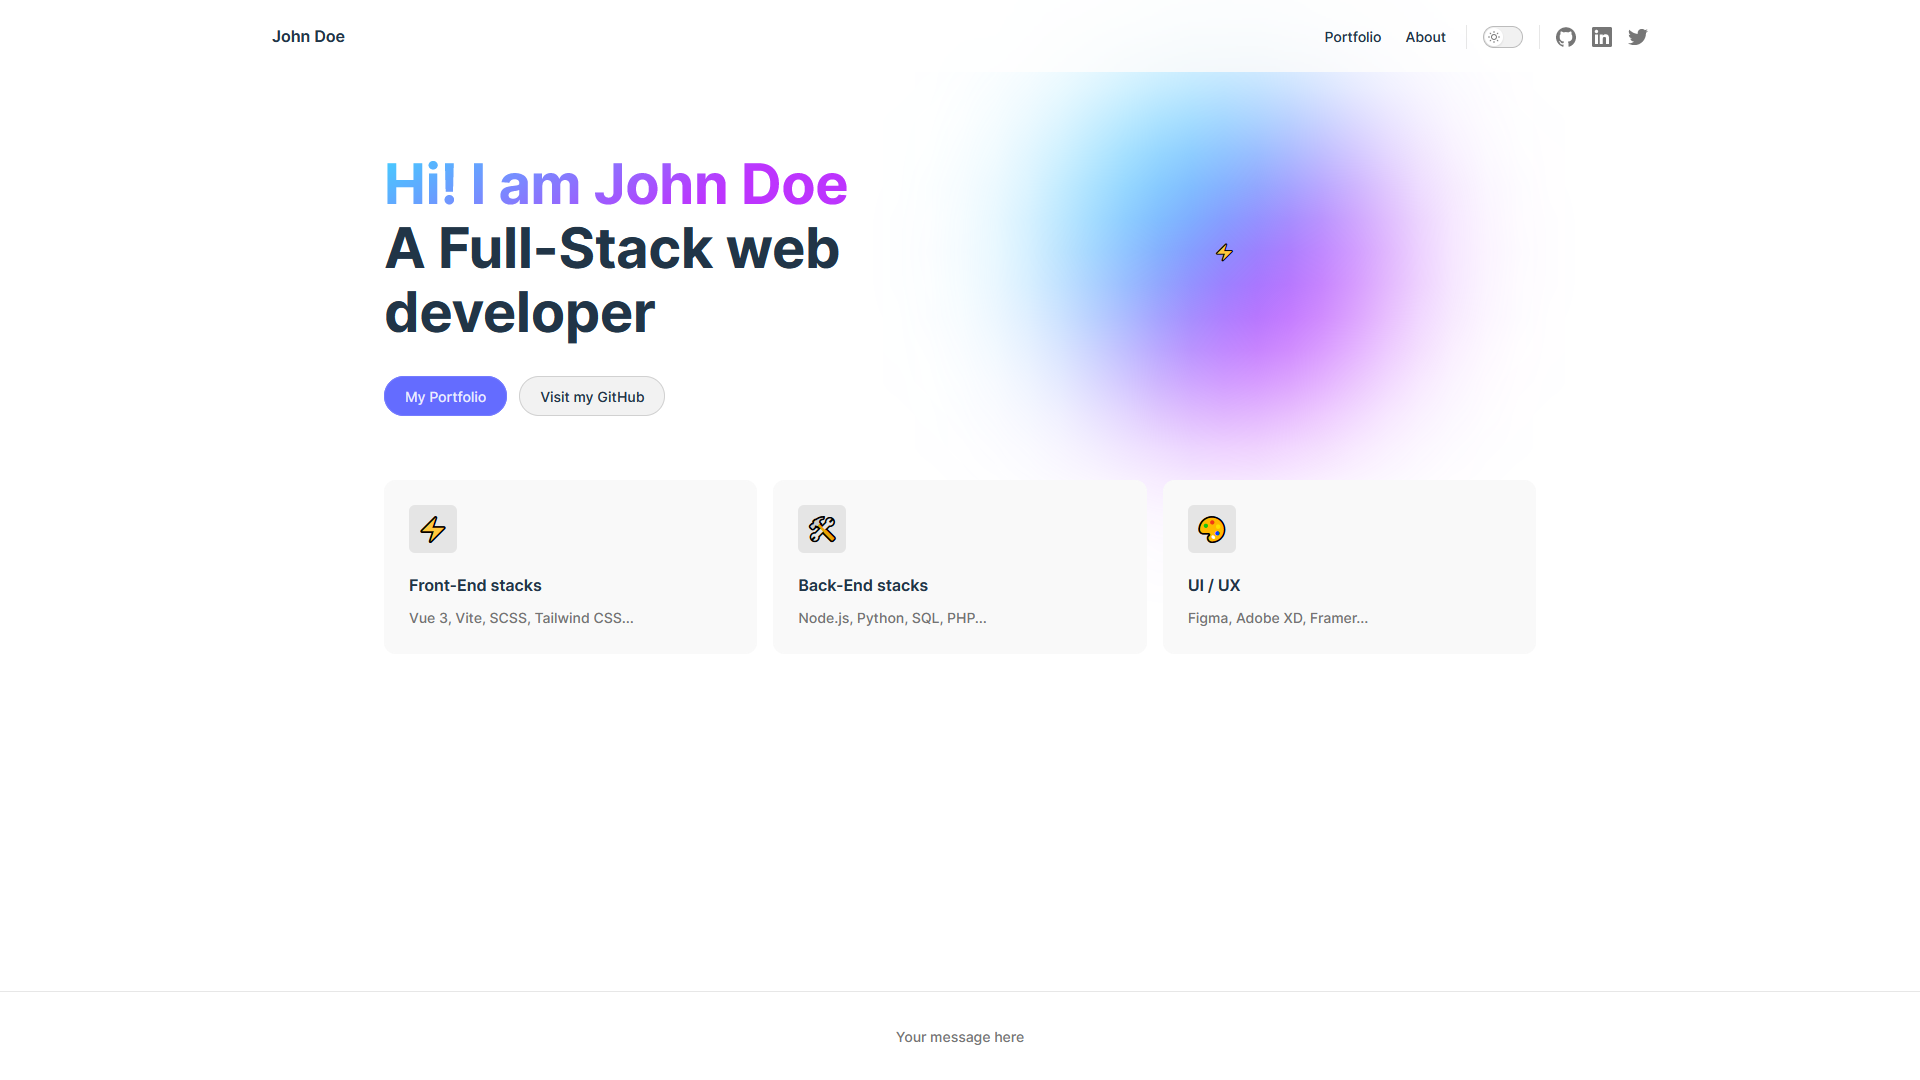 John Doe
Portfolio
About
Hi! I am John Doe
A Full-Stack web
developer
My Portfolio
Visit my GitHub
Front-End stacks
Vue 3, Vite, SCSS, Tailwind CSS...
Back-End stacks
Node.js, Python, SQL, PHP...
UI / UX
Figma, Adobe XD, Framer...
Your message here